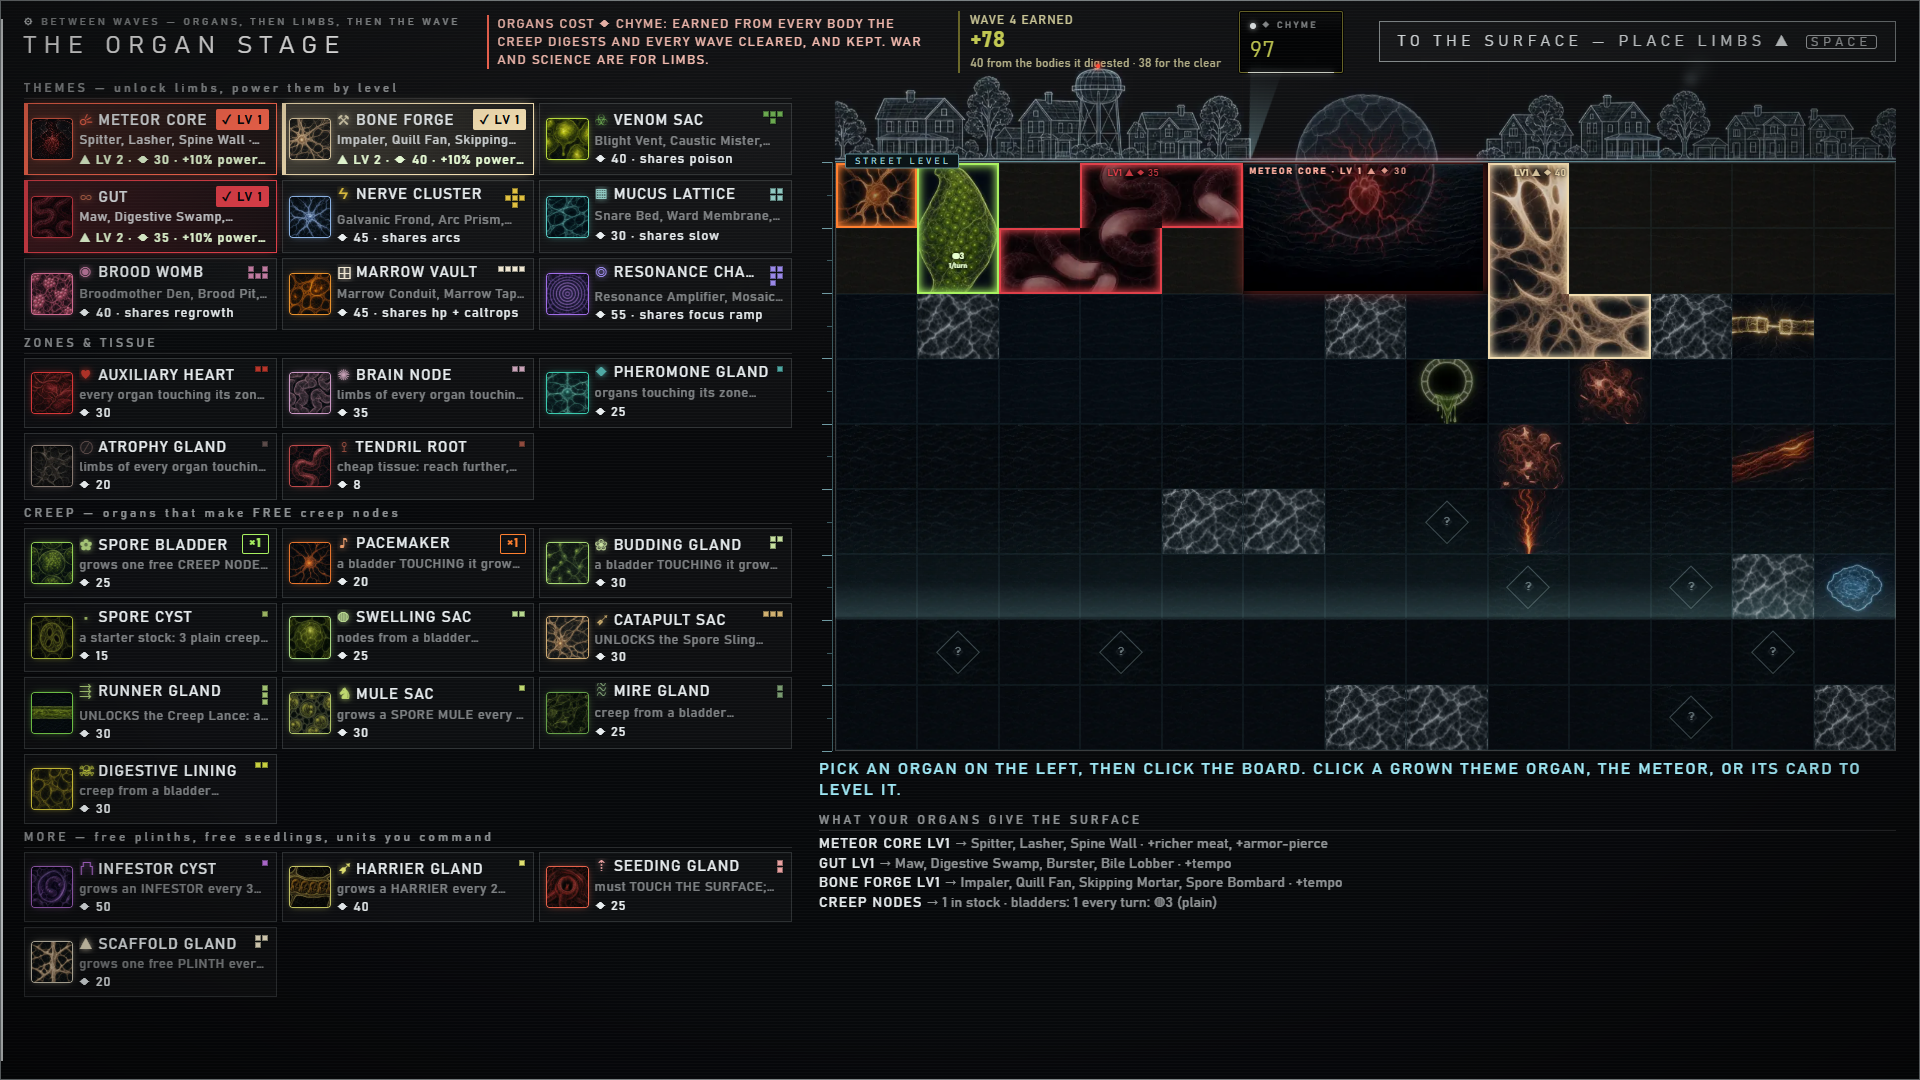 BETWEEN WAVES — ORGANS, THEN LIMBS, THEN THE WAVE
THE ORGAN STAGE
ORGANS COST ◆ CHYME: EARNED FROM EVERY BODY THE
CREEP DIGESTS AND EVERY WAVE CLEARED, AND KEPT. WAR
AND SCIENCE ARE FOR LIMBS.
WAVE 4 EARNED
+78
40 from the bodies it digested · 38 for the clear
◆ CHYME
97
TO THE SURFACE — PLACE LIMBS ▲ SPACE
THEMES — unlock limbs, power them by level
METEOR CORE ✓ LV 1
Spitter, Lasher, Spine Wall ·…
▲ LV 2 · ◆ 30 · +10% power…
BONE FORGE ✓ LV 1
Impaler, Quill Fan, Skipping…
▲ LV 2 · ◆ 40 · +10% power…
VENOM SAC
Blight Vent, Caustic Mister,…
◆ 40 · shares poison
GUT ✓ LV 1
Maw, Digestive Swamp,…
▲ LV 2 · ◆ 35 · +10% power…
NERVE CLUSTER
Galvanic Frond, Arc Prism,…
◆ 45 · shares arcs
MUCUS LATTICE
Snare Bed, Ward Membrane,…
◆ 30 · shares slow
BROOD WOMB
Broodmother Den, Brood Pit,…
◆ 40 · shares regrowth
MARROW VAULT
Marrow Conduit, Marrow Tap…
◆ 45 · shares hp + caltrops
RESONANCE CHA…
Resonance Amplifier, Mosaic…
◆ 55 · shares focus ramp
ZONES & TISSUE
AUXILIARY HEART
every organ touching its zon…
◆ 30
BRAIN NODE
limbs of every organ touchin…
◆ 35
PHEROMONE GLAND
organs touching its zone…
◆ 25
ATROPHY GLAND
limbs of every organ touchin…
◆ 20
TENDRIL ROOT
cheap tissue: reach further,…
◆ 8
CREEP — organs that make FREE creep nodes
SPORE BLADDER ×1
grows one free CREEP NODE…
◆ 25
PACEMAKER ×1
a bladder TOUCHING it grow…
◆ 20
BUDDING GLAND
a bladder TOUCHING it grow…
◆ 30
SPORE CYST
a starter stock: 3 plain creep…
◆ 15
SWELLING SAC
nodes from a bladder…
◆ 25
CATAPULT SAC
UNLOCKS the Spore Sling…
◆ 30
RUNNER GLAND
UNLOCKS the Creep Lance: a…
◆ 30
MULE SAC
grows a SPORE MULE every …
◆ 30
MIRE GLAND
creep from a bladder…
◆ 25
DIGESTIVE LINING
creep from a bladder…
◆ 30
MORE — free plinths, free seedlings, units you command
INFESTOR CYST
grows an INFESTOR every 3…
◆ 50
HARRIER GLAND
grows a HARRIER every 2…
◆ 40
SEEDING GLAND
must TOUCH THE SURFACE;…
◆ 25
SCAFFOLD GLAND
grows one free PLINTH ever…
◆ 20
STREET LEVEL
LV1 ▲ ◆ 35
METEOR CORE · LV 1 ▲ ◆ 30
LV1 ▲ ◆ 40
3
1/turn
?
? ?
? ? ?
?
PICK AN ORGAN ON THE LEFT, THEN CLICK THE BOARD. CLICK A GROWN THEME ORGAN, THE METEOR, OR ITS CARD TO
LEVEL IT.
WHAT YOUR ORGANS GIVE THE SURFACE
METEOR CORE LV1 → Spitter, Lasher, Spine Wall · +richer meat, +armor-pierce
GUT LV1 → Maw, Digestive Swamp, Burster, Bile Lobber · +tempo
BONE FORGE LV1 → Impaler, Quill Fan, Skipping Mortar, Spore Bombard · +tempo
CREEP NODES → 1 in stock · bladders: 1 every turn: 3 (plain)